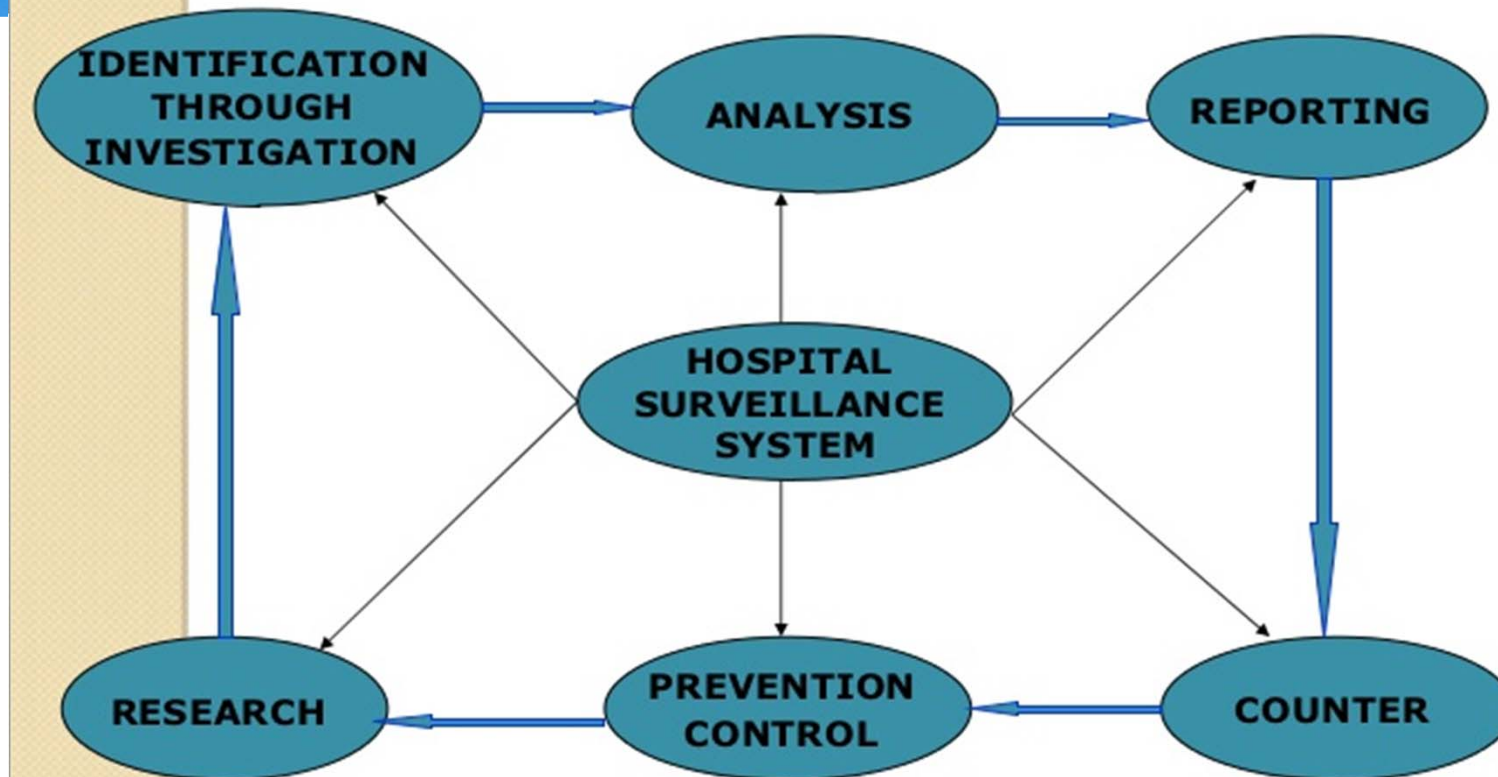 IDENTIFICATION
THROUGH
INVESTIGATION
ANALYSIS
REPORTING
HOSPITAL
SURVEILLANCE
SYSTEM
RESEARCH
PREVENTION
CONTROL
COUNTER